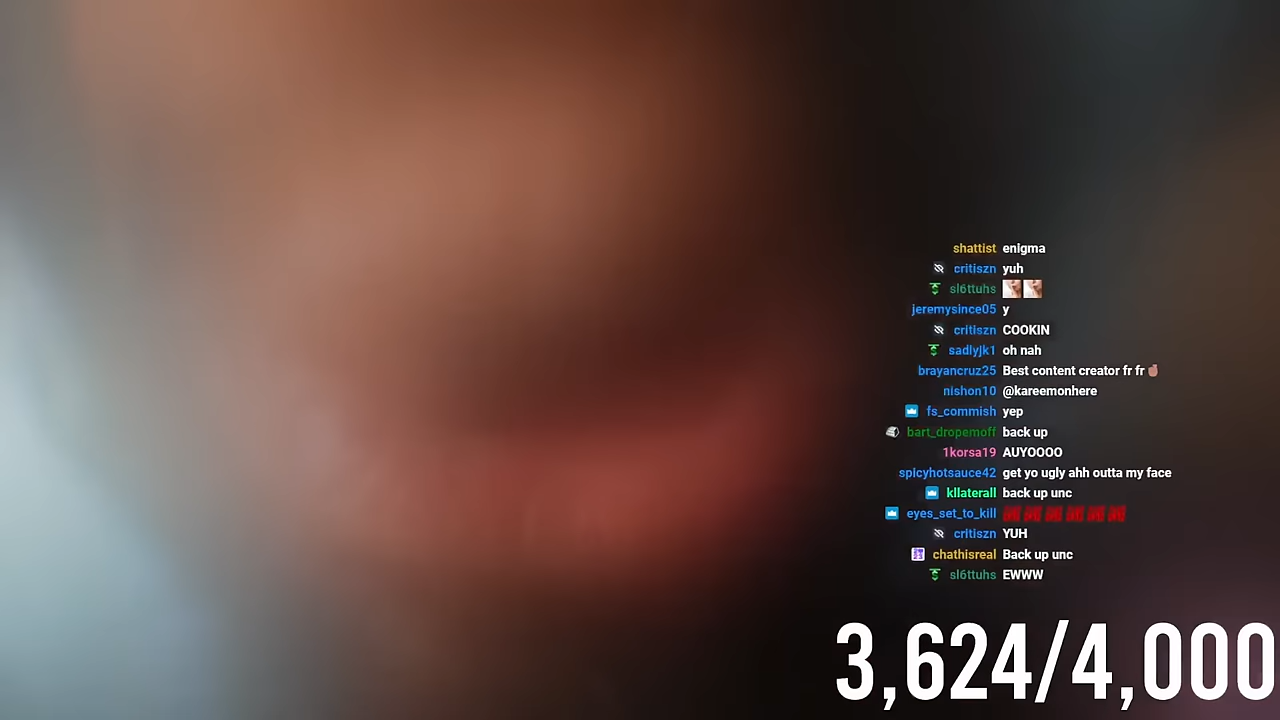 shattist enigma
critiszn yuh
sl6ttuhs
jeremysince05 y
critiszn COOKIN
sadlyjk1 oh nah
brayancruz25 Best content creator fr fr
nishon10 @kareemonhere
fs_commish yep
bart_dropemoff back up
1korsa19 AUYOOOO
spicyhotsauce42 get yo ugly ahh outta my face
kllaterall back up unc
eyes_set_to_kill
critiszn YUH
chathisreal Back up unc
sl6ttuhs EWWW
3,624/4,000